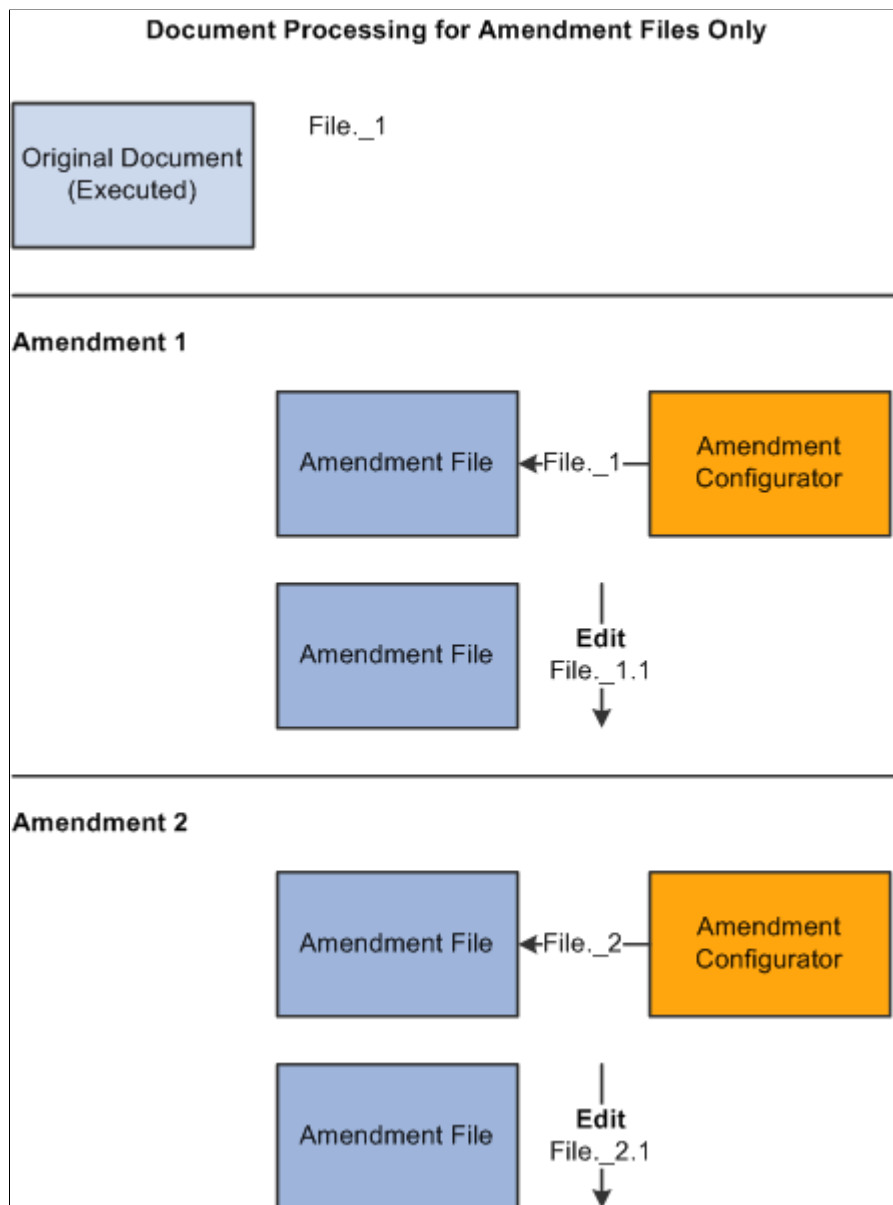 Document Processing for Amendment Files Only
File._1
Original Document
(Executed)
Amendment 1
Amendment File
File._1
Amendment
Configurator
Amendment File
Edit
File._1.1
Amendment 2
Amendment File
File._2
Amendment
Configurator
Amendment File
Edit
File._2.1